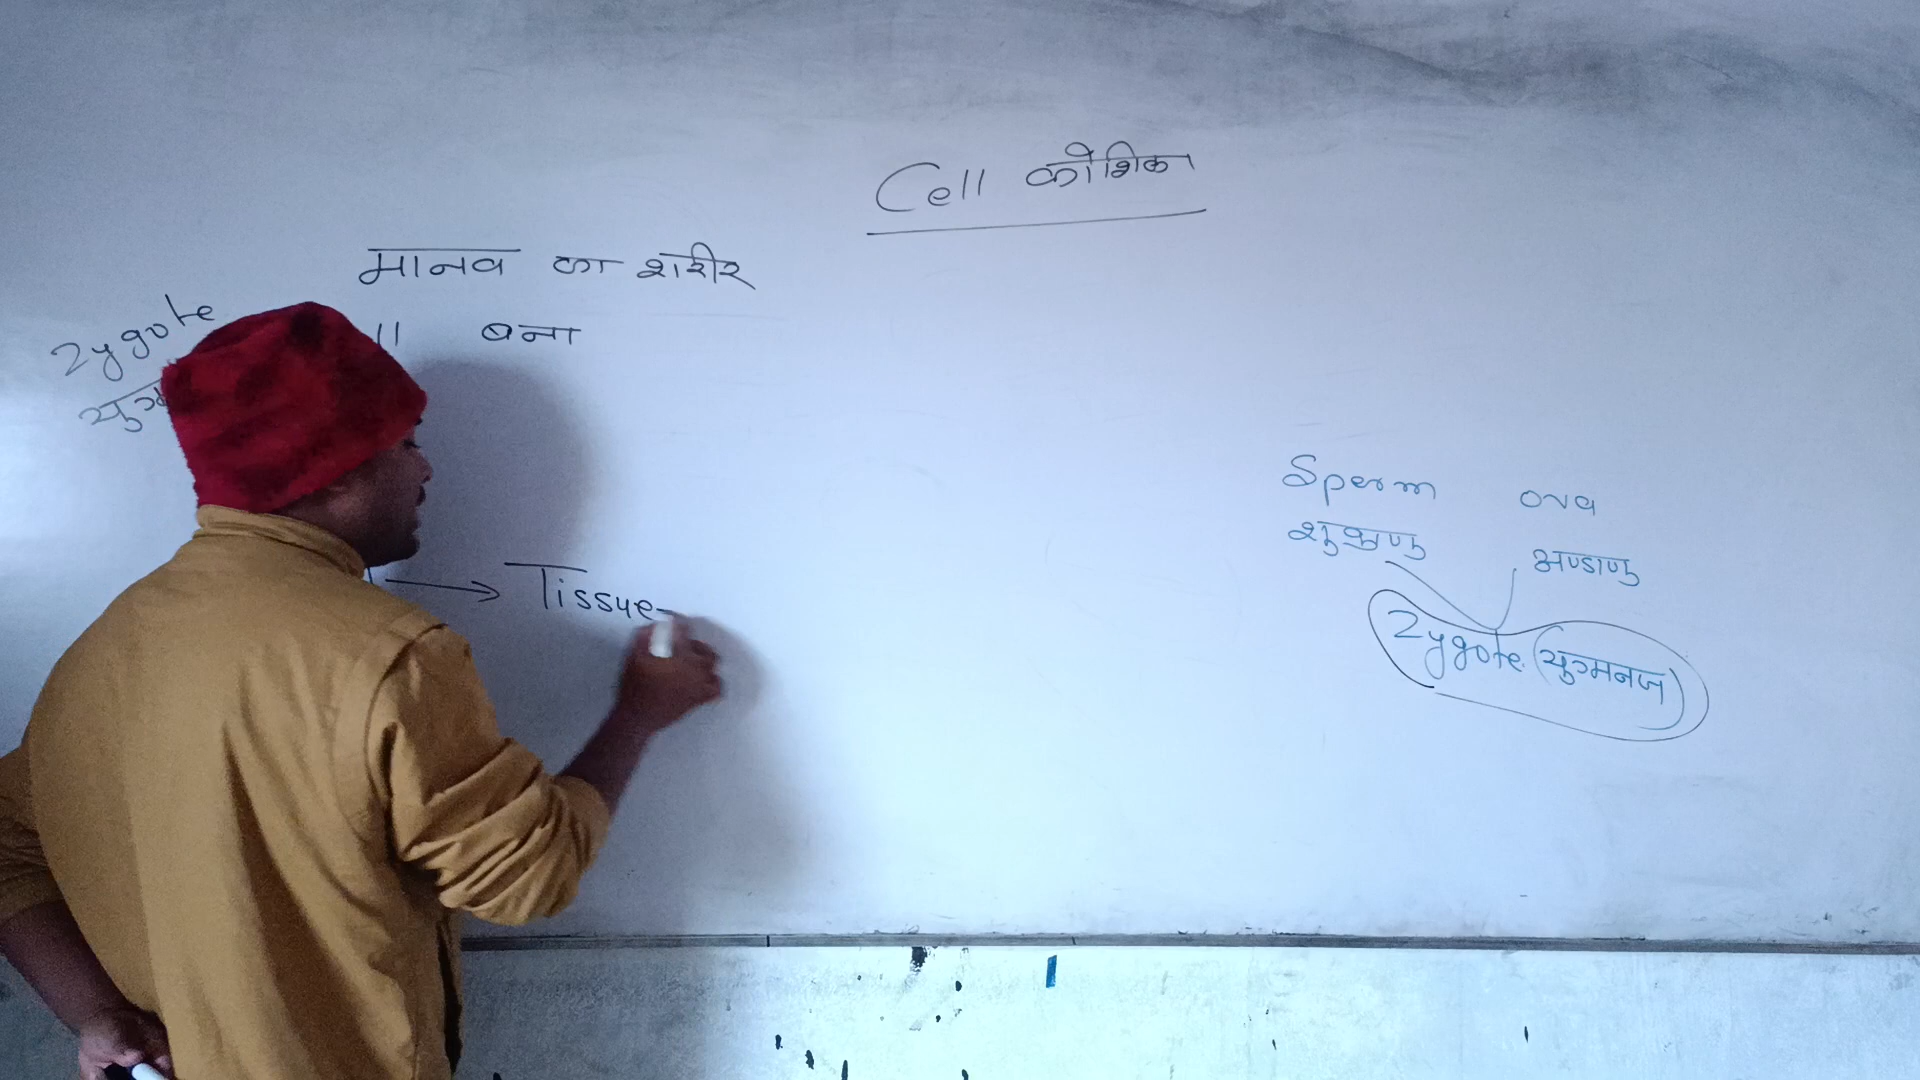 Cell कोशिका
मानव का शरीर
बना
Zygote
Tissue
Sperm ova
शुक्राणु अण्डाणु
Zygote (युग्मनज)